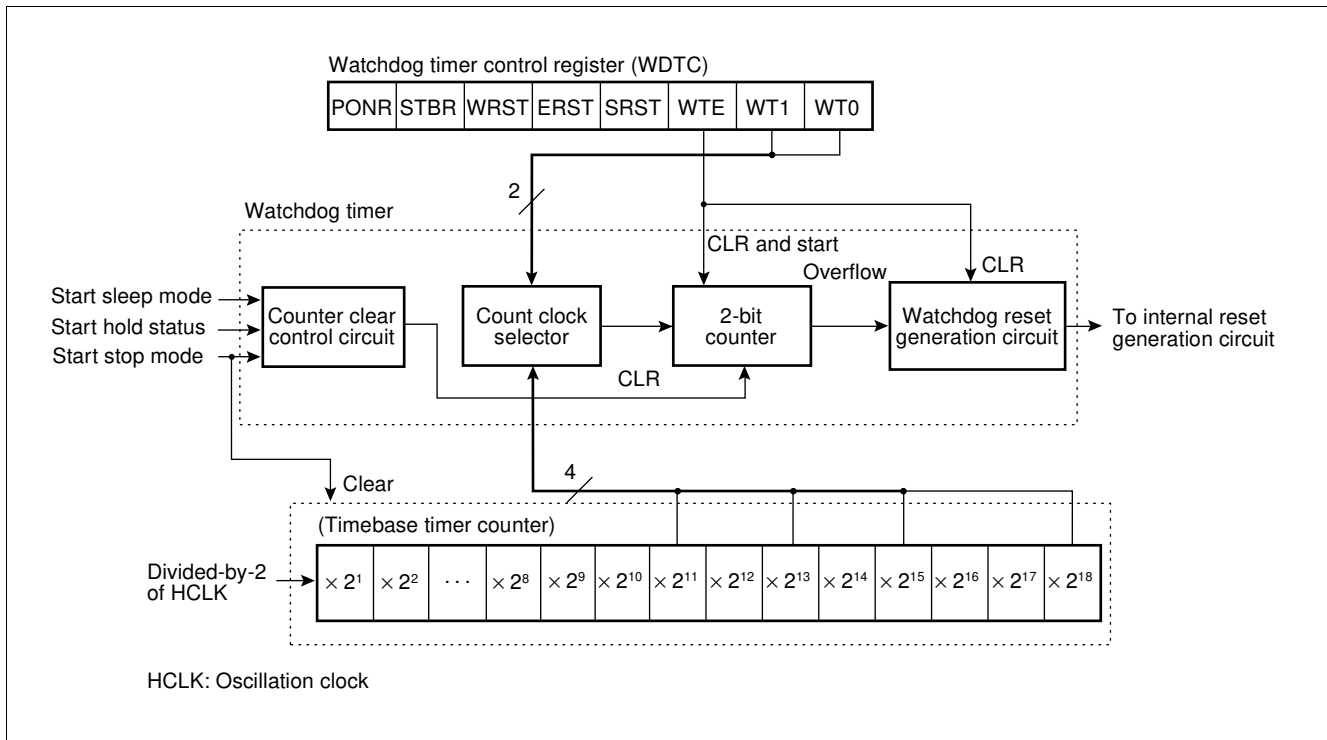 Watchdog timer control register (WDTC)
PONR STBR WRST ERST SRST WTE WT1 WT0
2
Watchdog timer
CLR and start
Overflow
CLR
Start sleep mode
Start hold status
Start stop mode
Counter clear
control circuit
Count clock
selector
2-bit
counter
Watchdog reset
generation circuit
To internal reset
generation circuit
CLR
4
Clear
(Timebase timer counter)
Divided-by-2
of HCLK
× 2¹ × 2² ··· × 2⁸ × 2⁹ × 2¹⁰ × 2¹¹ × 2¹² × 2¹³ × 2¹⁴ × 2¹⁵ × 2¹⁶ × 2¹⁷ × 2¹⁸
HCLK: Oscillation clock